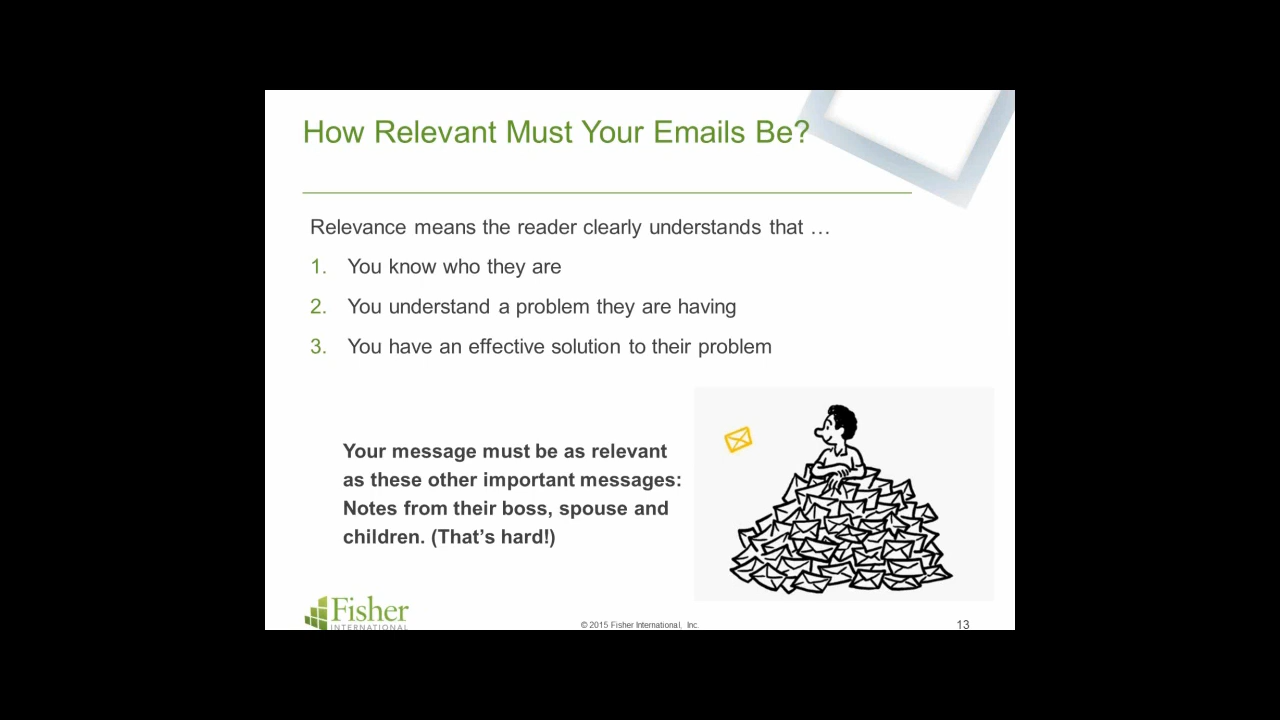 How Relevant Must Your Emails Be?
Relevance means the reader clearly understands that …
1. You know who they are
2. You understand a problem they are having
3. You have an effective solution to their problem
Your message must be as relevant
as these other important messages:
Notes from their boss, spouse and
children. (That’s hard!)
Fisher
INTERNATIONAL
© 2015 Fisher International, Inc.
13